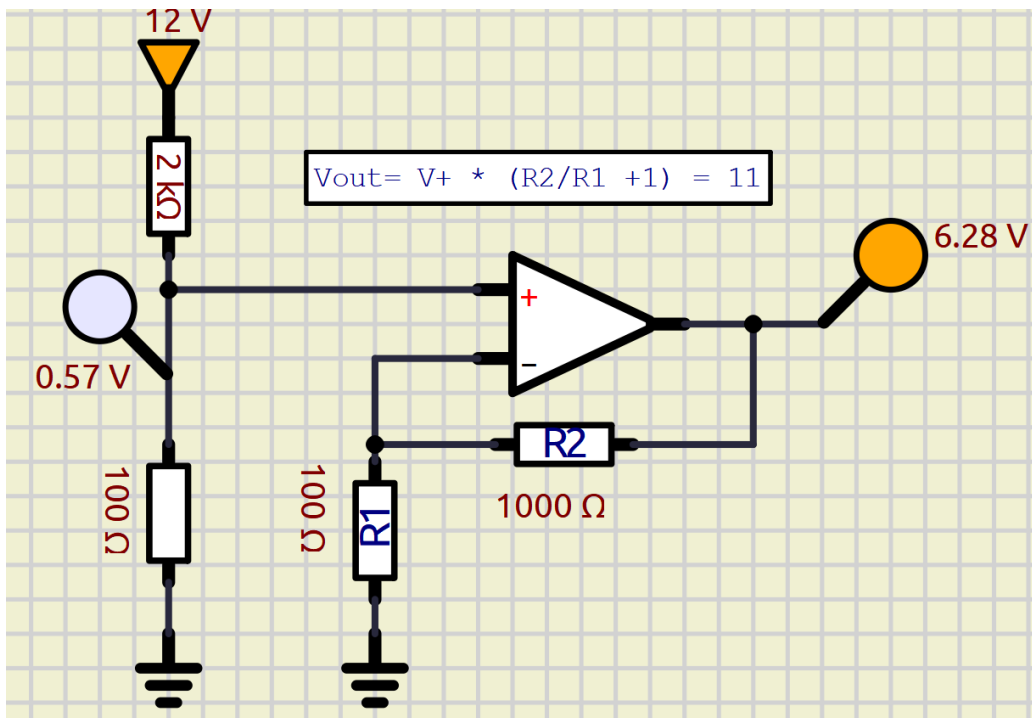 12 V
2 kΩ
Vout= V+ * (R2/R1 +1) = 11
6.28 V
+
−
0.57 V
R2
1000 Ω
100 Ω
100 Ω
R1